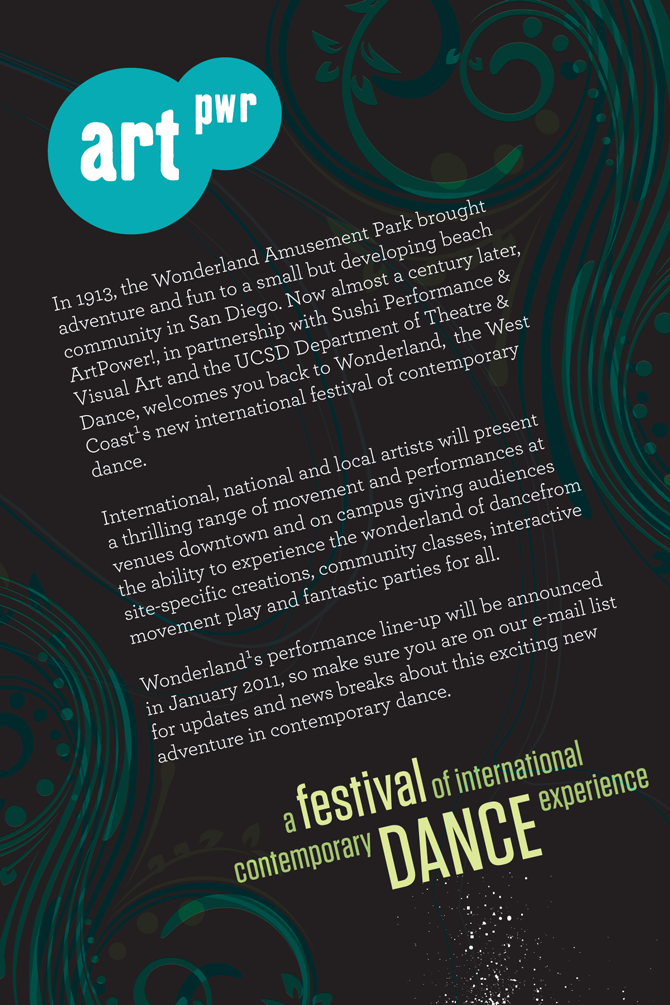 art pwr
In 1913, the Wonderland Amusement Park brought
adventure and fun to a small but developing beach
community in San Diego. Now almost a century later,
ArtPower!, in partnership with Sushi Performance &
Visual Art and the UCSD Department of Theatre &
Dance, welcomes you back to Wonderland,  the West
Coast¹s new international festival of contemporary
dance.
International, national and local artists will present
a thrilling range of movement and performances at
venues downtown and on campus giving audiences
the ability to experience the wonderland of dancefrom
site-specific creations, community classes, interactive
movement play and fantastic parties for all.
Wonderland¹s performance line-up will be announced
in January 2011, so make sure you are on our e-mail list
for updates and news breaks about this exciting new
adventure in contemporary dance.
a festival of international
contemporary DANCE experience